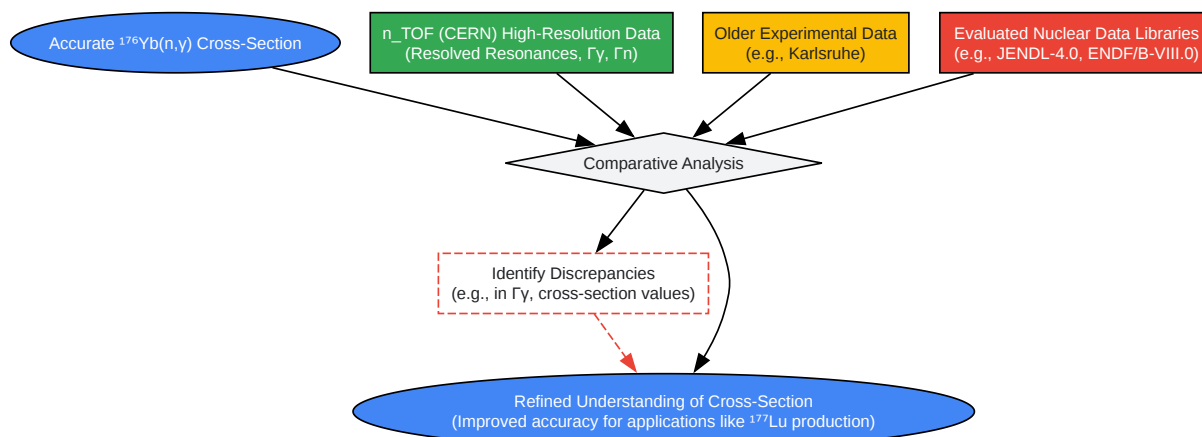 Accurate ¹⁷⁶Yb(n,γ) Cross-Section
n_TOF (CERN) High-Resolution Data
(Resolved Resonances, Γγ, Γn)
Older Experimental Data
(e.g., Karlsruhe)
Evaluated Nuclear Data Libraries
(e.g., JENDL-4.0, ENDF/B-VIII.0)
Comparative Analysis
Identify Discrepancies
(e.g., in Γγ, cross-section values)
Refined Understanding of Cross-Section
(Improved accuracy for applications like ¹⁷⁷Lu production)